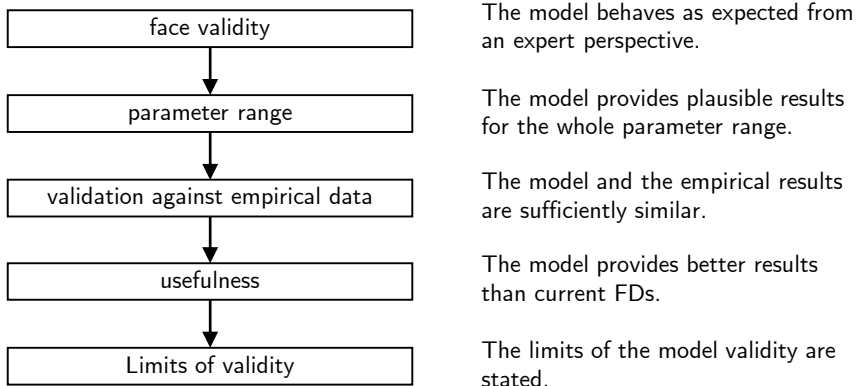 face validity
The model behaves as expected from
an expert perspective.
parameter range
The model provides plausible results
for the whole parameter range.
validation against empirical data
The model and the empirical results
are sufficiently similar.
usefulness
The model provides better results
than current FDs.
Limits of validity
The limits of the model validity are
stated.